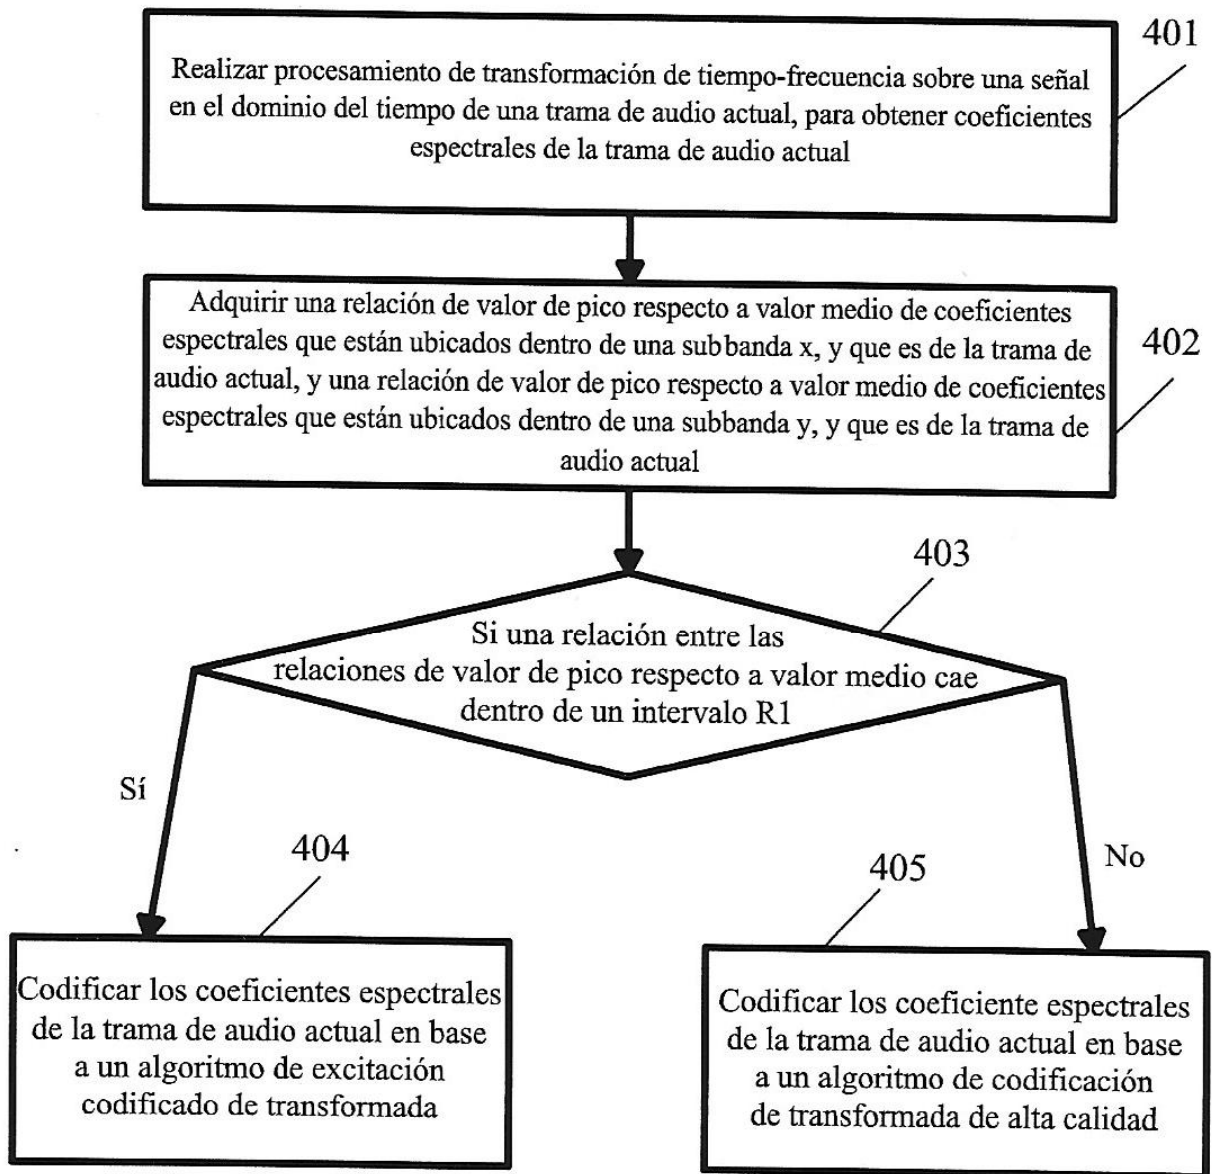 401
Realizar procesamiento de transformación de tiempo-frecuencia sobre una señal
en el dominio del tiempo de una trama de audio actual, para obtener coeficientes
espectrales de la trama de audio actual
Adquirir una relación de valor de pico respecto a valor medio de coeficientes
espectrales que están ubicados dentro de una subbanda x, y que es de la trama de
audio actual, y una relación de valor de pico respecto a valor medio de coeficientes
espectrales que están ubicados dentro de una subbanda y, y que es de la trama de
audio actual
402
403
Si una relación entre las
relaciones de valor de pico respecto a valor medio cae
dentro de un intervalo R1
Sí
No
404
Codificar los coeficientes espectrales
de la trama de audio actual en base
a un algoritmo de excitación
codificado de transformada
405
Codificar los coeficiente espectrales
de la trama de audio actual en base
a un algoritmo de codificación
de transformada de alta calidad